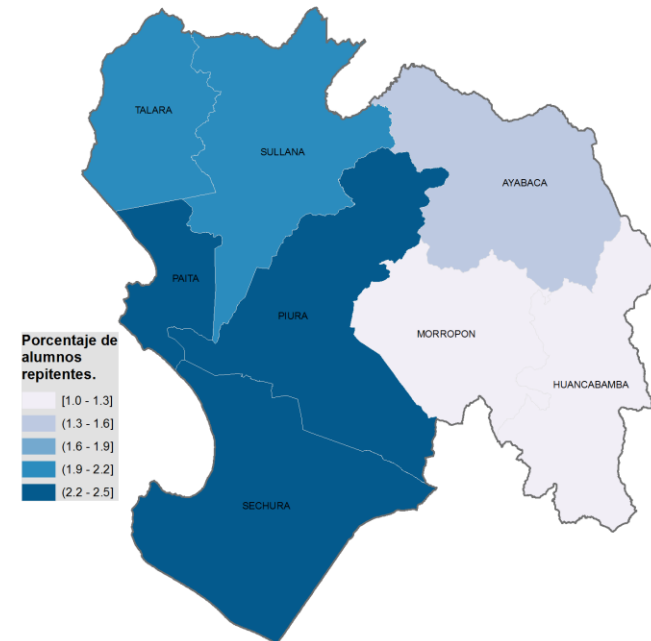 TALARA
SULLANA
AYABACA
PAITA
PIURA
MORROPON
HUANCABAMBA
SECHURA
Porcentaje de
alumnos
repitentes.
[1.0 - 1.3]
(1.3 - 1.6]
(1.6 - 1.9]
(1.9 - 2.2]
(2.2 - 2.5]